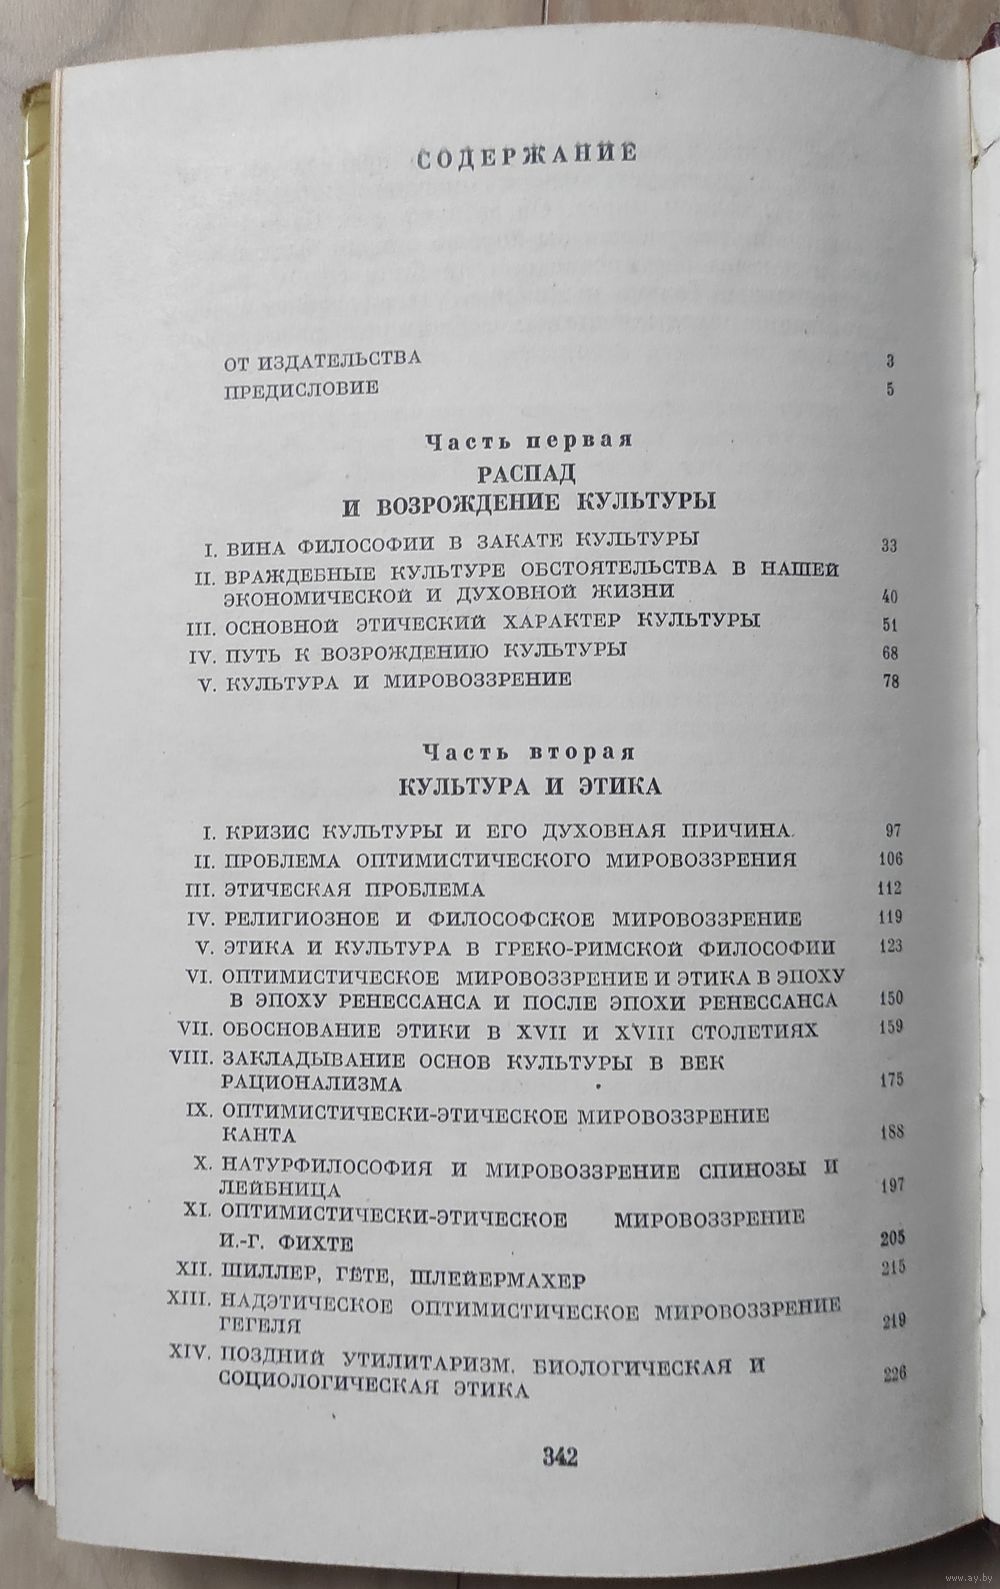 СОДЕРЖАНИЕ
ОТ ИЗДАТЕЛЬСТВА 3
ПРЕДИСЛОВИЕ 5
Часть первая
РАСПАД
И ВОЗРОЖДЕНИЕ КУЛЬТУРЫ
I. ВИНА ФИЛОСОФИИ В ЗАКАТЕ КУЛЬТУРЫ 33
II. ВРАЖДЕБНЫЕ КУЛЬТУРЕ ОБСТОЯТЕЛЬСТВА В НАШЕЙ
ЭКОНОМИЧЕСКОЙ И ДУХОВНОЙ ЖИЗНИ 40
III. ОСНОВНОЙ ЭТИЧЕСКИЙ ХАРАКТЕР КУЛЬТУРЫ 51
IV. ПУТЬ К ВОЗРОЖДЕНИЮ КУЛЬТУРЫ 68
V. КУЛЬТУРА И МИРОВОЗЗРЕНИЕ 78
Часть вторая
КУЛЬТУРА И ЭТИКА
I. КРИЗИС КУЛЬТУРЫ И ЕГО ДУХОВНАЯ ПРИЧИНА. 97
II. ПРОБЛЕМА ОПТИМИСТИЧЕСКОГО МИРОВОЗЗРЕНИЯ 106
III. ЭТИЧЕСКАЯ ПРОБЛЕМА 112
IV. РЕЛИГИОЗНОЕ И ФИЛОСОФСКОЕ МИРОВОЗЗРЕНИЕ 119
V. ЭТИКА И КУЛЬТУРА В ГРЕКО-РИМСКОЙ ФИЛОСОФИИ 123
VI. ОПТИМИСТИЧЕСКОЕ МИРОВОЗЗРЕНИЕ И ЭТИКА В ЭПОХУ
В ЭПОХУ РЕНЕССАНСА И ПОСЛЕ ЭПОХИ РЕНЕССАНСА 150
VII. ОБОСНОВАНИЕ ЭТИКИ В XVII И XVIII СТОЛЕТИЯХ 159
VIII. ЗАКЛАДЫВАНИЕ ОСНОВ КУЛЬТУРЫ В ВЕК
РАЦИОНАЛИЗМА 175
IX. ОПТИМИСТИЧЕСКИ-ЭТИЧЕСКОЕ МИРОВОЗЗРЕНИЕ
КАНТА 188
X. НАТУРФИЛОСОФИЯ И МИРОВОЗЗРЕНИЕ СПИНОЗЫ И
ЛЕЙБНИЦА 197
XI. ОПТИМИСТИЧЕСКИ-ЭТИЧЕСКОЕ МИРОВОЗЗРЕНИЕ
И.-Г. ФИХТЕ 205
XII. ШИЛЛЕР, ГЁТЕ, ШЛЕЙЕРМАХЕР 215
XIII. НАДЭТИЧЕСКОЕ ОПТИМИСТИЧЕСКОЕ МИРОВОЗЗРЕНИЕ
ГЕГЕЛЯ 219
XIV. ПОЗДНИЙ УТИЛИТАРИЗМ. БИОЛОГИЧЕСКАЯ И
СОЦИОЛОГИЧЕСКАЯ ЭТИКА 226
342
www.ay.by